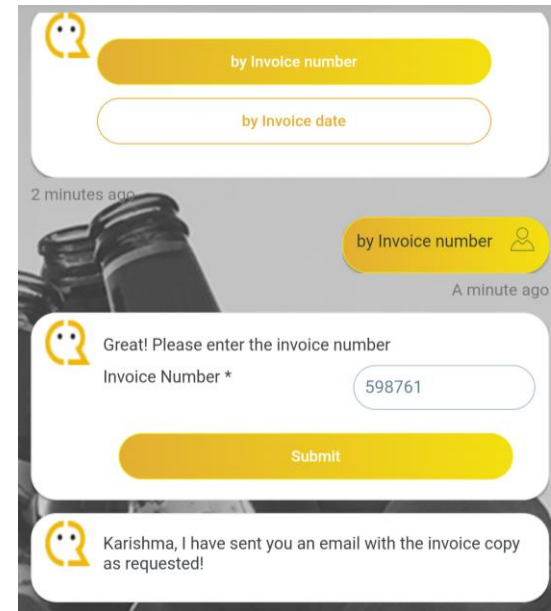 by Invoice number
by Invoice date
2 minutes ago
by Invoice number
A minute ago
Great! Please enter the invoice number
Invoice Number *
598761
Submit
Karishma, I have sent you an email with the invoice copy
as requested!